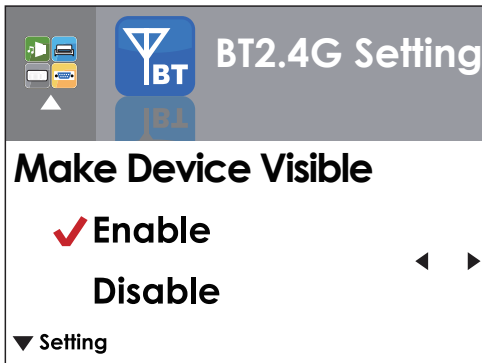 BT
BT2.4G Setting
Make Device Visible
Enable
Disable
Setting